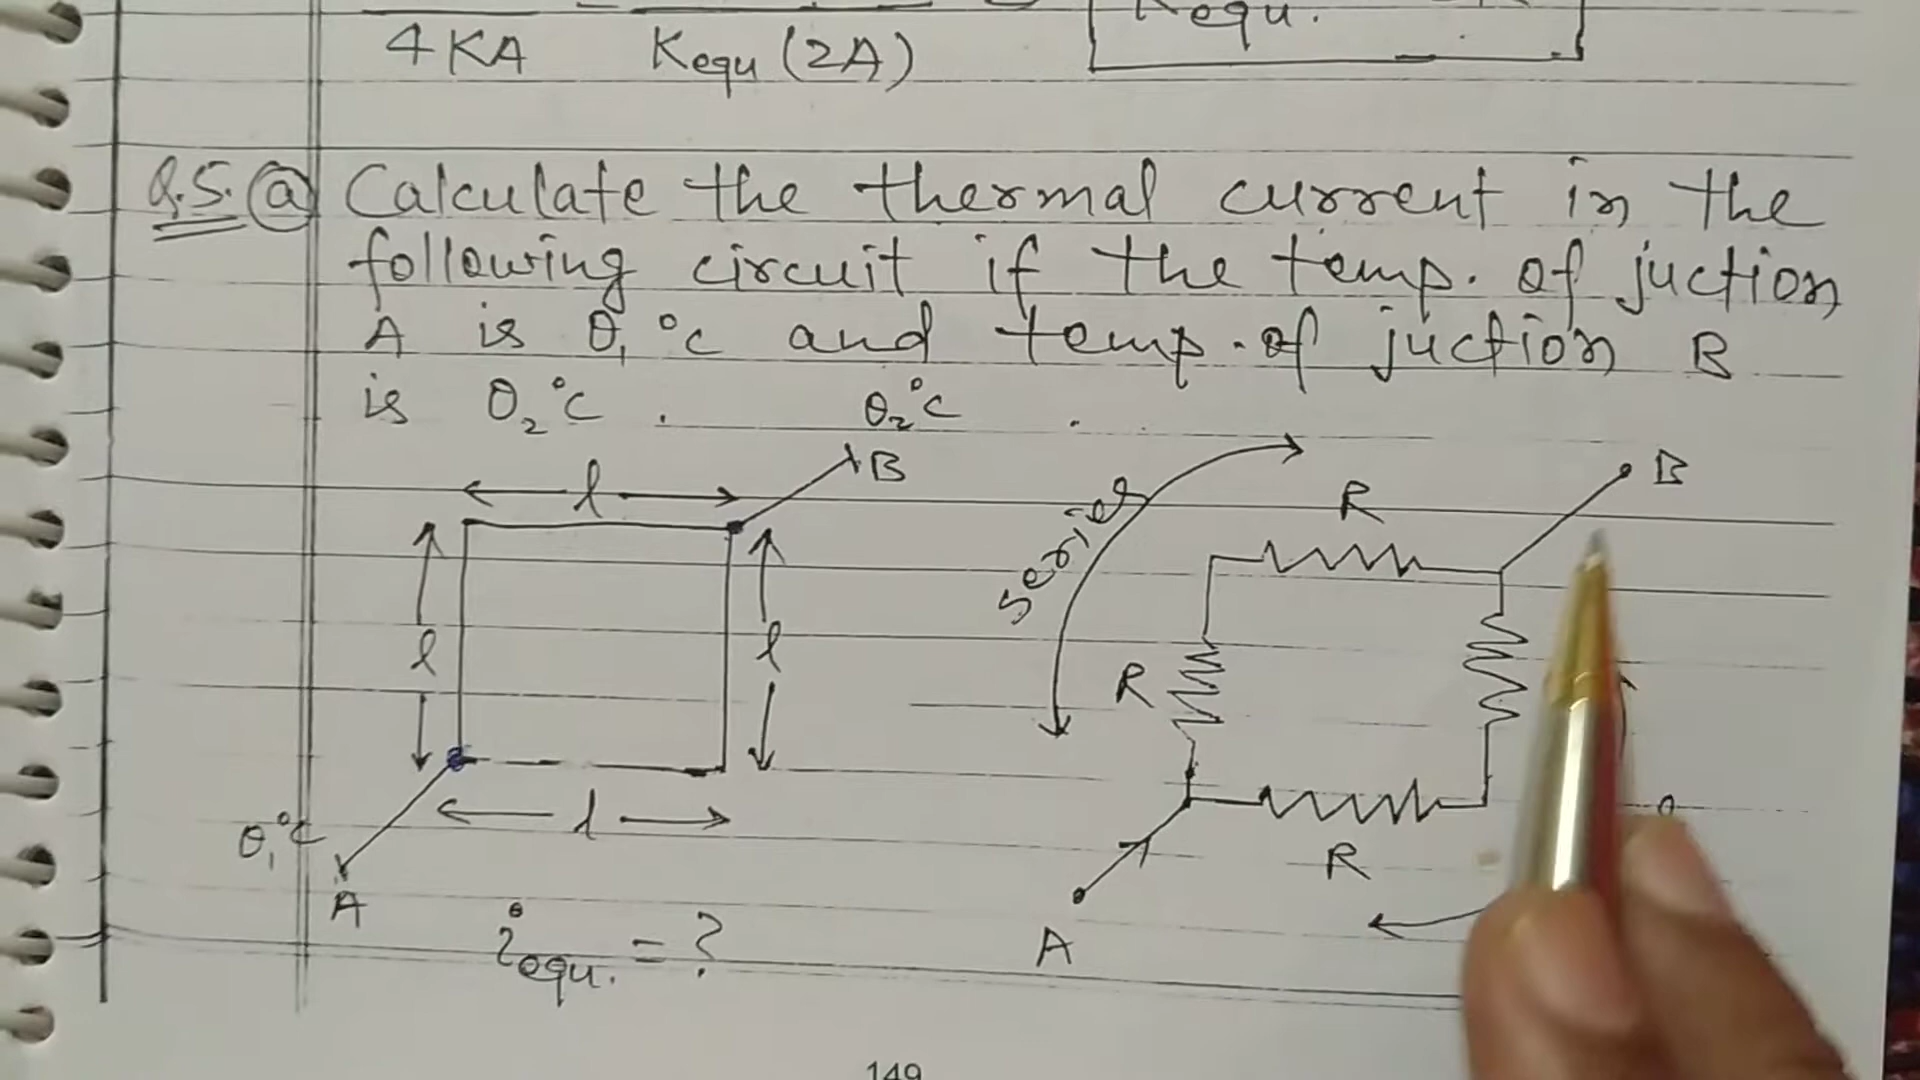 4KA Kequ (2A) Kequ.
Q.5. (a) Calculate the thermal current in the
following circuit if the temp. of juction
A is θ₁°C and temp. of juction B
is θ₂°C .
θ₂°C
B
l
l
l
l
θ₁°C
A
iequ. = ?
Series
R
B
R
R
A
149